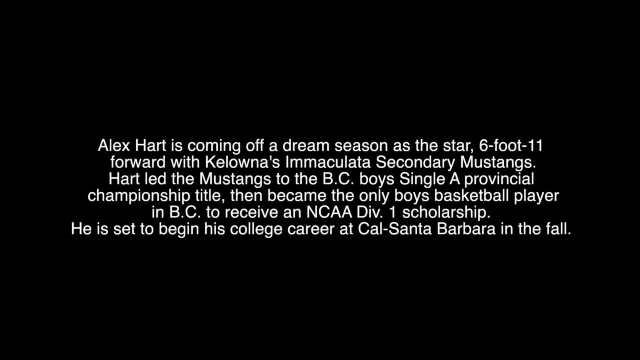 Alex Hart is coming off a dream season as the star, 6-foot-11
forward with Kelowna's Immaculata Secondary Mustangs.
Hart led the Mustangs to the B.C. boys Single A provincial
championship title, then became the only boys basketball player
in B.C. to receive an NCAA Div. 1 scholarship.
He is set to begin his college career at Cal-Santa Barbara in the fall.